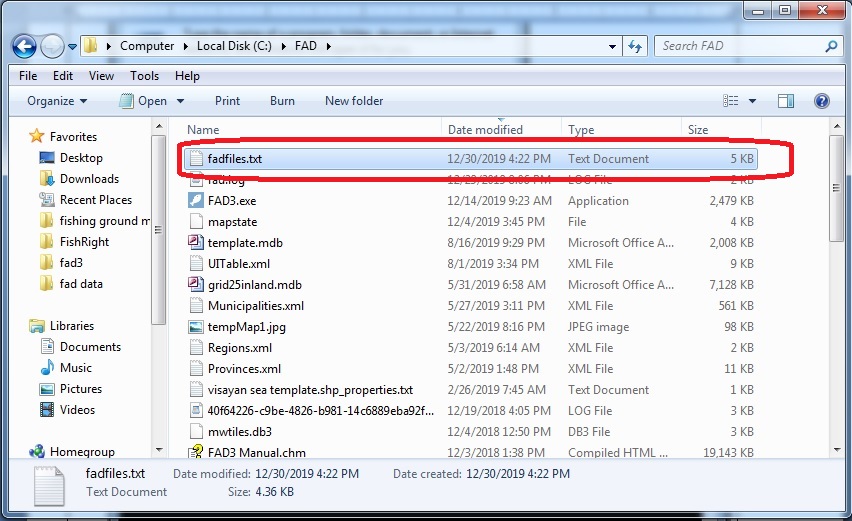 Computer Local Disk (C:) FAD
Search FAD
File Edit View Tools Help
Organize Open Print Burn New folder
Name Date modified Type Size
fadfiles.txt 12/30/2019 4:22 PM Text Document 5 KB
fad.log 12/29/2019 8:06 PM LOG File 2 KB
FAD3.exe 12/14/2019 9:23 AM Application 2,479 KB
mapstate 12/4/2019 3:45 PM File 4 KB
template.mdb 8/16/2019 9:29 PM Microsoft Office A... 2,008 KB
UITable.xml 8/1/2019 3:34 PM XML File 9 KB
grid25inland.mdb 5/31/2019 6:58 AM Microsoft Office A... 7,128 KB
Municipalities.xml 5/27/2019 3:11 PM XML File 561 KB
tempMap1.jpg 5/22/2019 8:16 PM JPEG image 98 KB
Regions.xml 5/3/2019 6:14 AM XML File 2 KB
Provinces.xml 5/2/2019 1:48 PM XML File 11 KB
visayan sea template.shp_properties.txt 2/26/2019 7:45 AM Text Document 1 KB
40f64226-c9be-4826-b981-14c6889eba92f... 12/19/2018 4:05 PM LOG File 3 KB
mwtiles.db3 12/4/2018 12:50 PM DB3 File 3 KB
FAD3 Manual.chm 12/3/2018 1:38 PM Compiled HTML ... 19,143 KB
Favorites
Desktop
Downloads
Recent Places
fishing ground m
FishRight
fad3
fad data
Libraries
Documents
Music
Pictures
Videos
Homegroup
fadfiles.txt Date modified: 12/30/2019 4:22 PM Date created: 12/30/2019 4:22 PM
Text Document Size: 4.36 KB